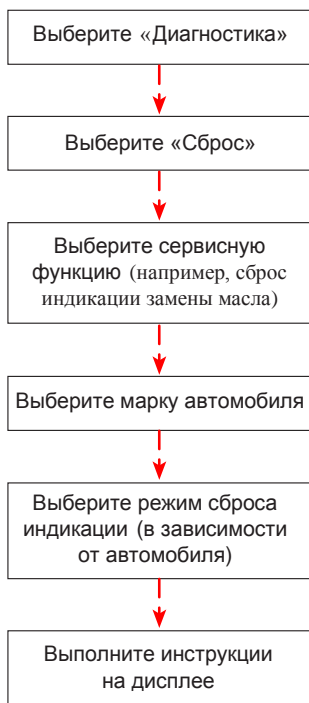 Выберите «Диагностика»
Выберите «Сброс»
Выберите сервисную
функцию (например, сброс
индикации замены масла)
Выберите марку автомобиля
Выберите режим сброса
индикации (в зависимости
от автомобиля)
Выполните инструкции
на дисплее